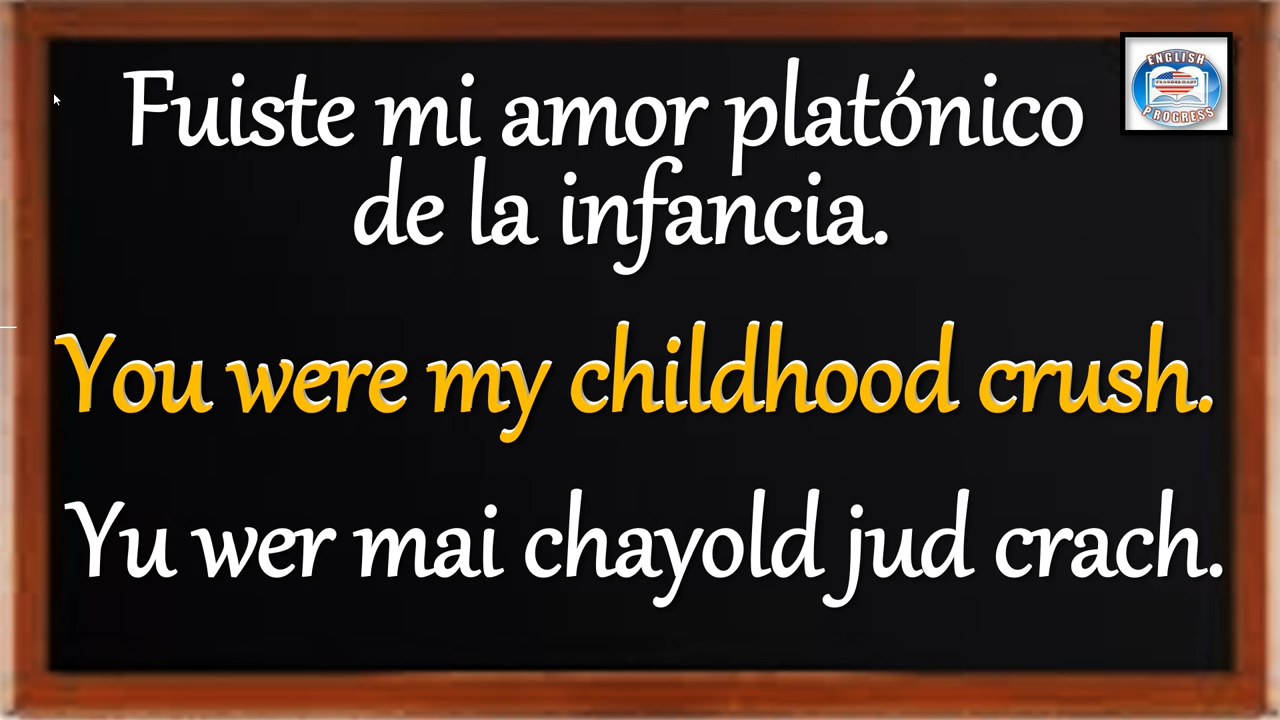 Fuiste mi amor platónico
de la infancia.
You were my childhood crush.
Yu wer mai chayold jud crach.
ENGLISH
PROGRESS